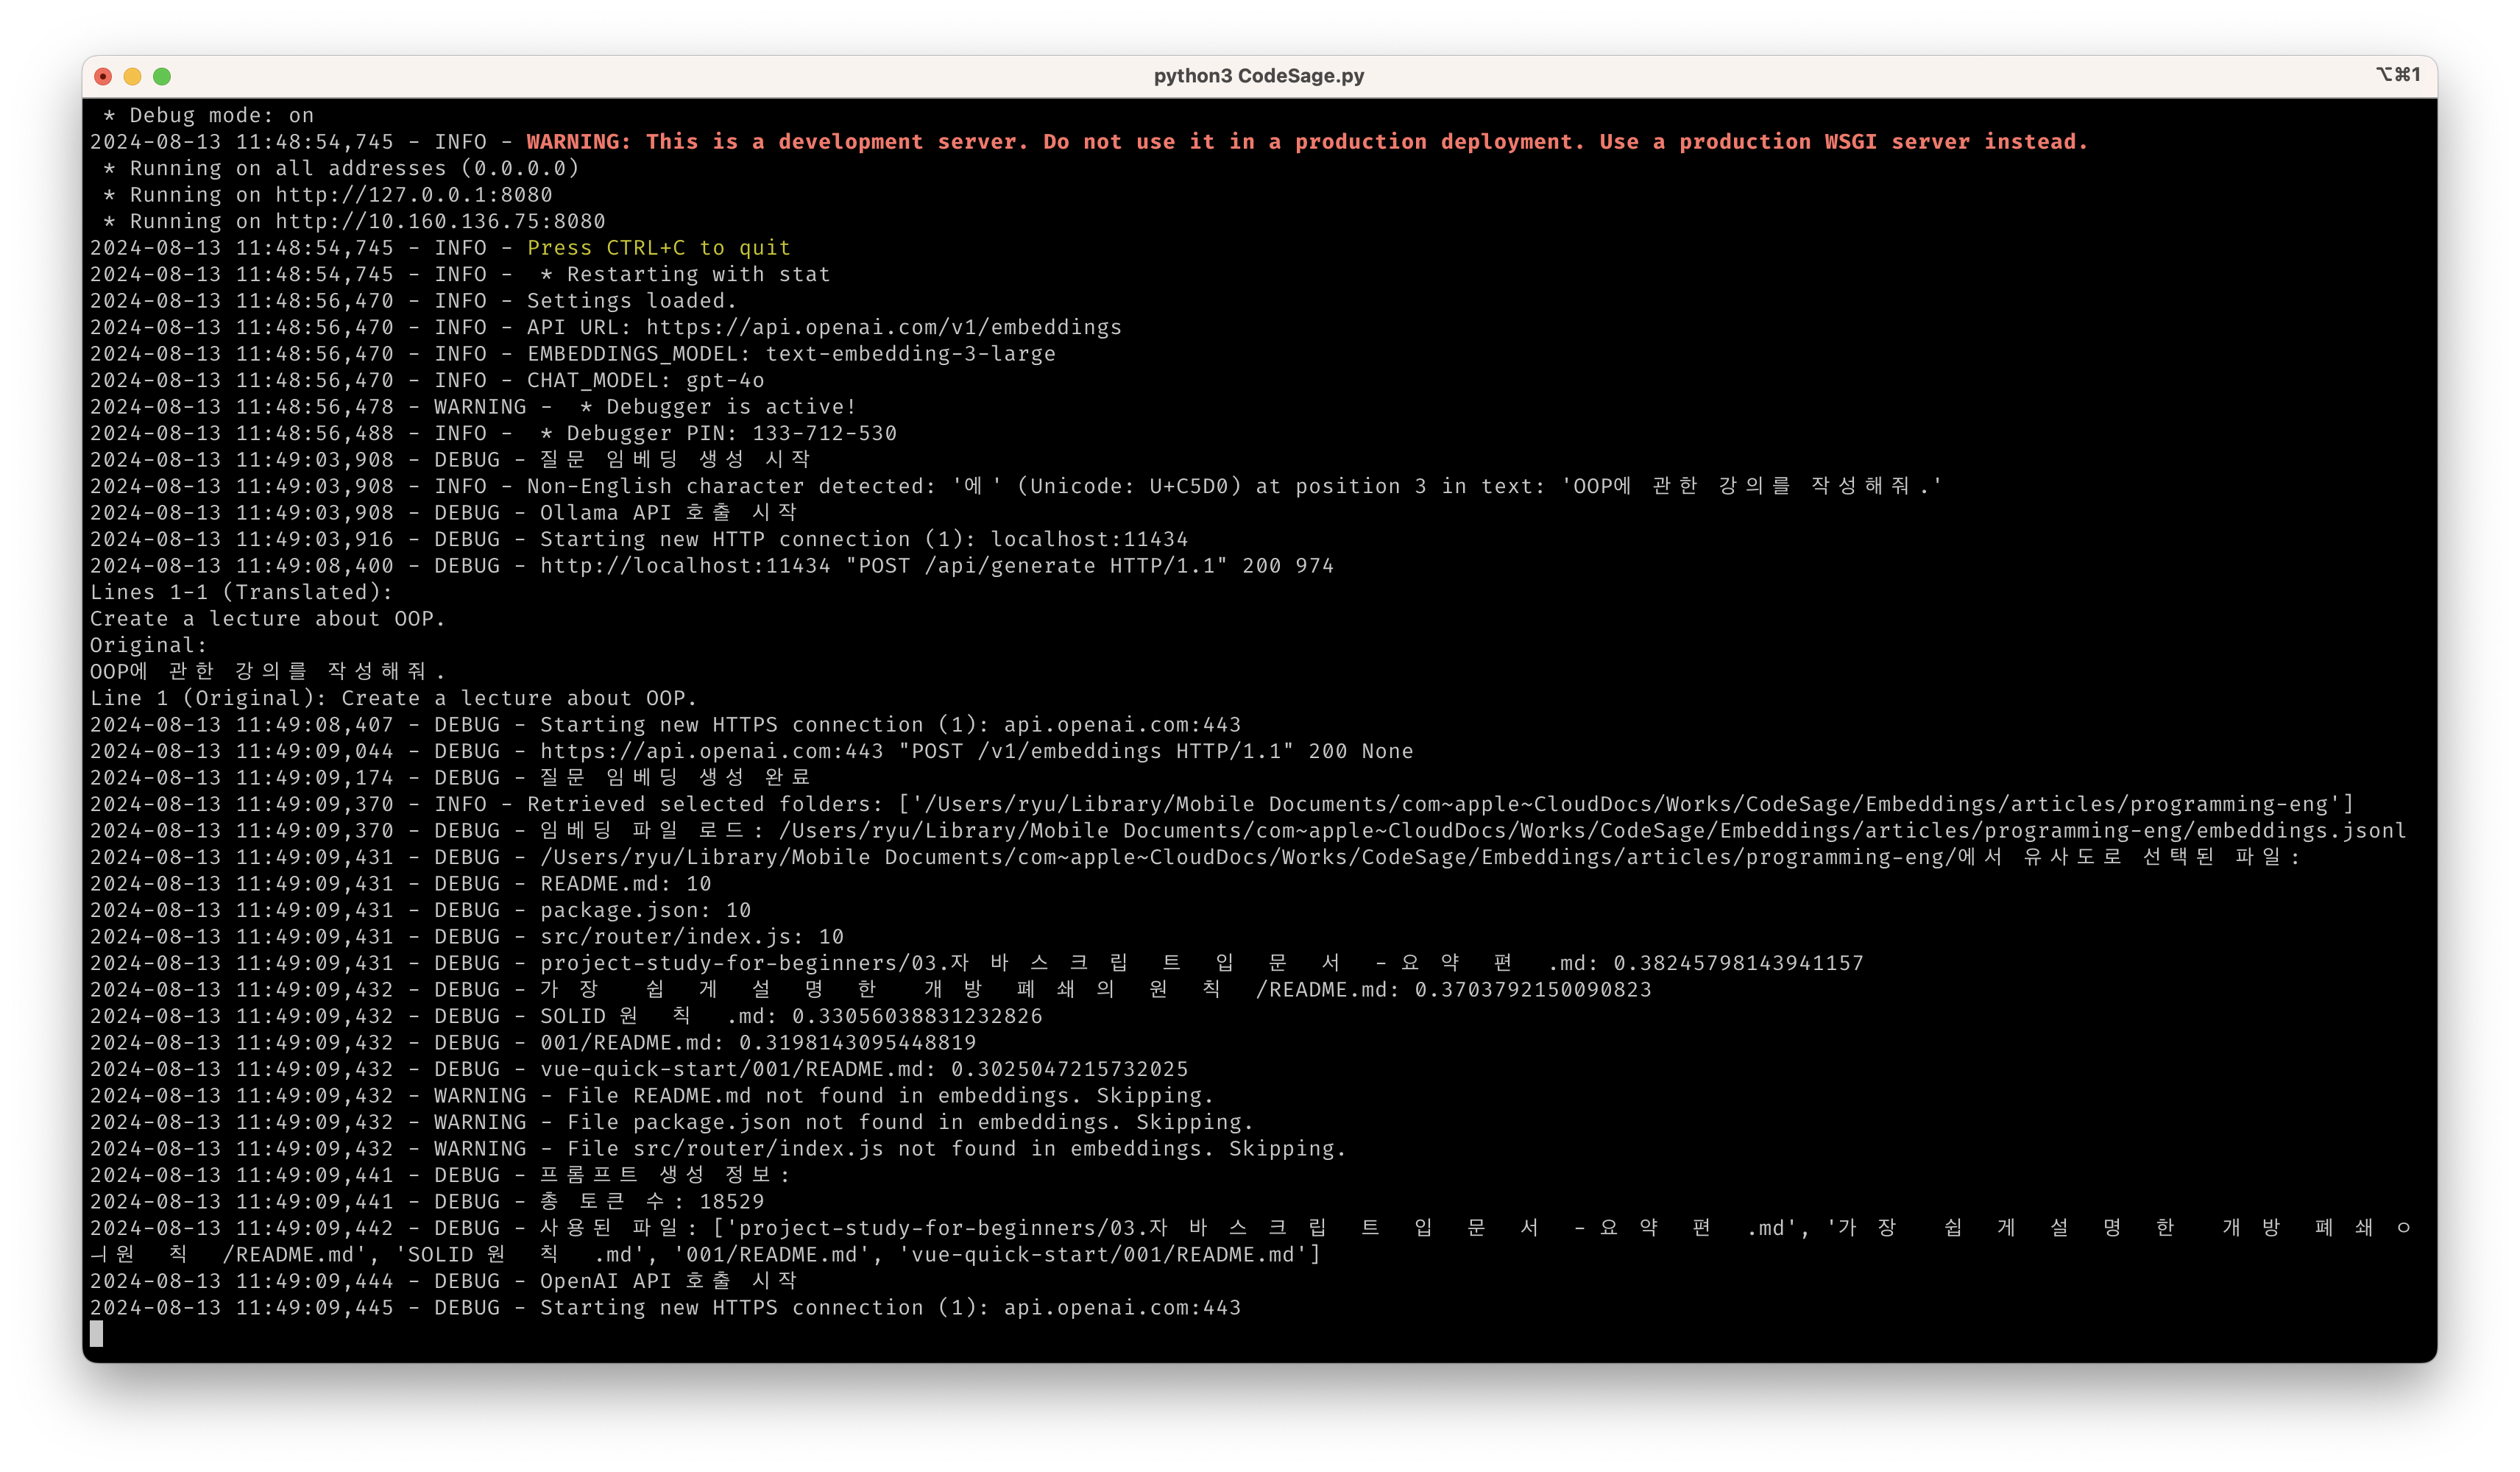 python3 CodeSage.py
⌥⌘1
 * Debug mode: on
2024-08-13 11:48:54,745 - INFO - WARNING: This is a development server. Do not use it in a production deployment. Use a production WSGI server instead.
 * Running on all addresses (0.0.0.0)
 * Running on http://127.0.0.1:8080
 * Running on http://10.160.136.75:8080
2024-08-13 11:48:54,745 - INFO - Press CTRL+C to quit
2024-08-13 11:48:54,745 - INFO -  * Restarting with stat
2024-08-13 11:48:56,470 - INFO - Settings loaded.
2024-08-13 11:48:56,470 - INFO - API URL: https://api.openai.com/v1/embeddings
2024-08-13 11:48:56,470 - INFO - EMBEDDINGS_MODEL: text-embedding-3-large
2024-08-13 11:48:56,470 - INFO - CHAT_MODEL: gpt-4o
2024-08-13 11:48:56,478 - WARNING -  * Debugger is active!
2024-08-13 11:48:56,488 - INFO -  * Debugger PIN: 133-712-530
2024-08-13 11:49:03,908 - DEBUG - 질문 임베딩 생성 시작
2024-08-13 11:49:03,908 - INFO - Non-English character detected: '에' (Unicode: U+C5D0) at position 3 in text: 'OOP에 관한 강의를 작성해줘.'
2024-08-13 11:49:03,908 - DEBUG - Ollama API 호출 시작
2024-08-13 11:49:03,916 - DEBUG - Starting new HTTP connection (1): localhost:11434
2024-08-13 11:49:08,400 - DEBUG - http://localhost:11434 "POST /api/generate HTTP/1.1" 200 974
Lines 1-1 (Translated):
Create a lecture about OOP.
Original:
OOP에 관한 강의를 작성해줘.
Line 1 (Original): Create a lecture about OOP.
2024-08-13 11:49:08,407 - DEBUG - Starting new HTTPS connection (1): api.openai.com:443
2024-08-13 11:49:09,044 - DEBUG - https://api.openai.com:443 "POST /v1/embeddings HTTP/1.1" 200 None
2024-08-13 11:49:09,174 - DEBUG - 질문 임베딩 생성 완료
2024-08-13 11:49:09,370 - INFO - Retrieved selected folders: ['/Users/ryu/Library/Mobile Documents/com~apple~CloudDocs/Works/CodeSage/Embeddings/articles/programming-eng']
2024-08-13 11:49:09,370 - DEBUG - 임베딩 파일 로드: /Users/ryu/Library/Mobile Documents/com~apple~CloudDocs/Works/CodeSage/Embeddings/articles/programming-eng/embeddings.jsonl
2024-08-13 11:49:09,431 - DEBUG - /Users/ryu/Library/Mobile Documents/com~apple~CloudDocs/Works/CodeSage/Embeddings/articles/programming-eng/에서 유사도로 선택된 파일:
2024-08-13 11:49:09,431 - DEBUG - README.md: 10
2024-08-13 11:49:09,431 - DEBUG - package.json: 10
2024-08-13 11:49:09,431 - DEBUG - src/router/index.js: 10
2024-08-13 11:49:09,431 - DEBUG - project-study-for-beginners/03.자바스크립트 입문서 -요약편.md: 0.38245798143941157
2024-08-13 11:49:09,432 - DEBUG - 가장 쉽게 설명한 개방 폐쇄의 원칙/README.md: 0.3703792150090823
2024-08-13 11:49:09,432 - DEBUG - SOLID 원칙.md: 0.33056038831232826
2024-08-13 11:49:09,432 - DEBUG - 001/README.md: 0.3198143095448819
2024-08-13 11:49:09,432 - DEBUG - vue-quick-start/001/README.md: 0.3025047215732025
2024-08-13 11:49:09,432 - WARNING - File README.md not found in embeddings. Skipping.
2024-08-13 11:49:09,432 - WARNING - File package.json not found in embeddings. Skipping.
2024-08-13 11:49:09,432 - WARNING - File src/router/index.js not found in embeddings. Skipping.
2024-08-13 11:49:09,441 - DEBUG - 프롬프트 생성 정보:
2024-08-13 11:49:09,441 - DEBUG - 총 토큰 수: 18529
2024-08-13 11:49:09,442 - DEBUG - 사용된 파일: ['project-study-for-beginners/03.자바스크립트 입문서 -요약편.md', '가장 쉽게 설명한 개방 폐쇄ㅇ
ㅢ원칙/README.md', 'SOLID 원칙.md', '001/README.md', 'vue-quick-start/001/README.md']
2024-08-13 11:49:09,444 - DEBUG - OpenAI API 호출 시작
2024-08-13 11:49:09,445 - DEBUG - Starting new HTTPS connection (1): api.openai.com:443